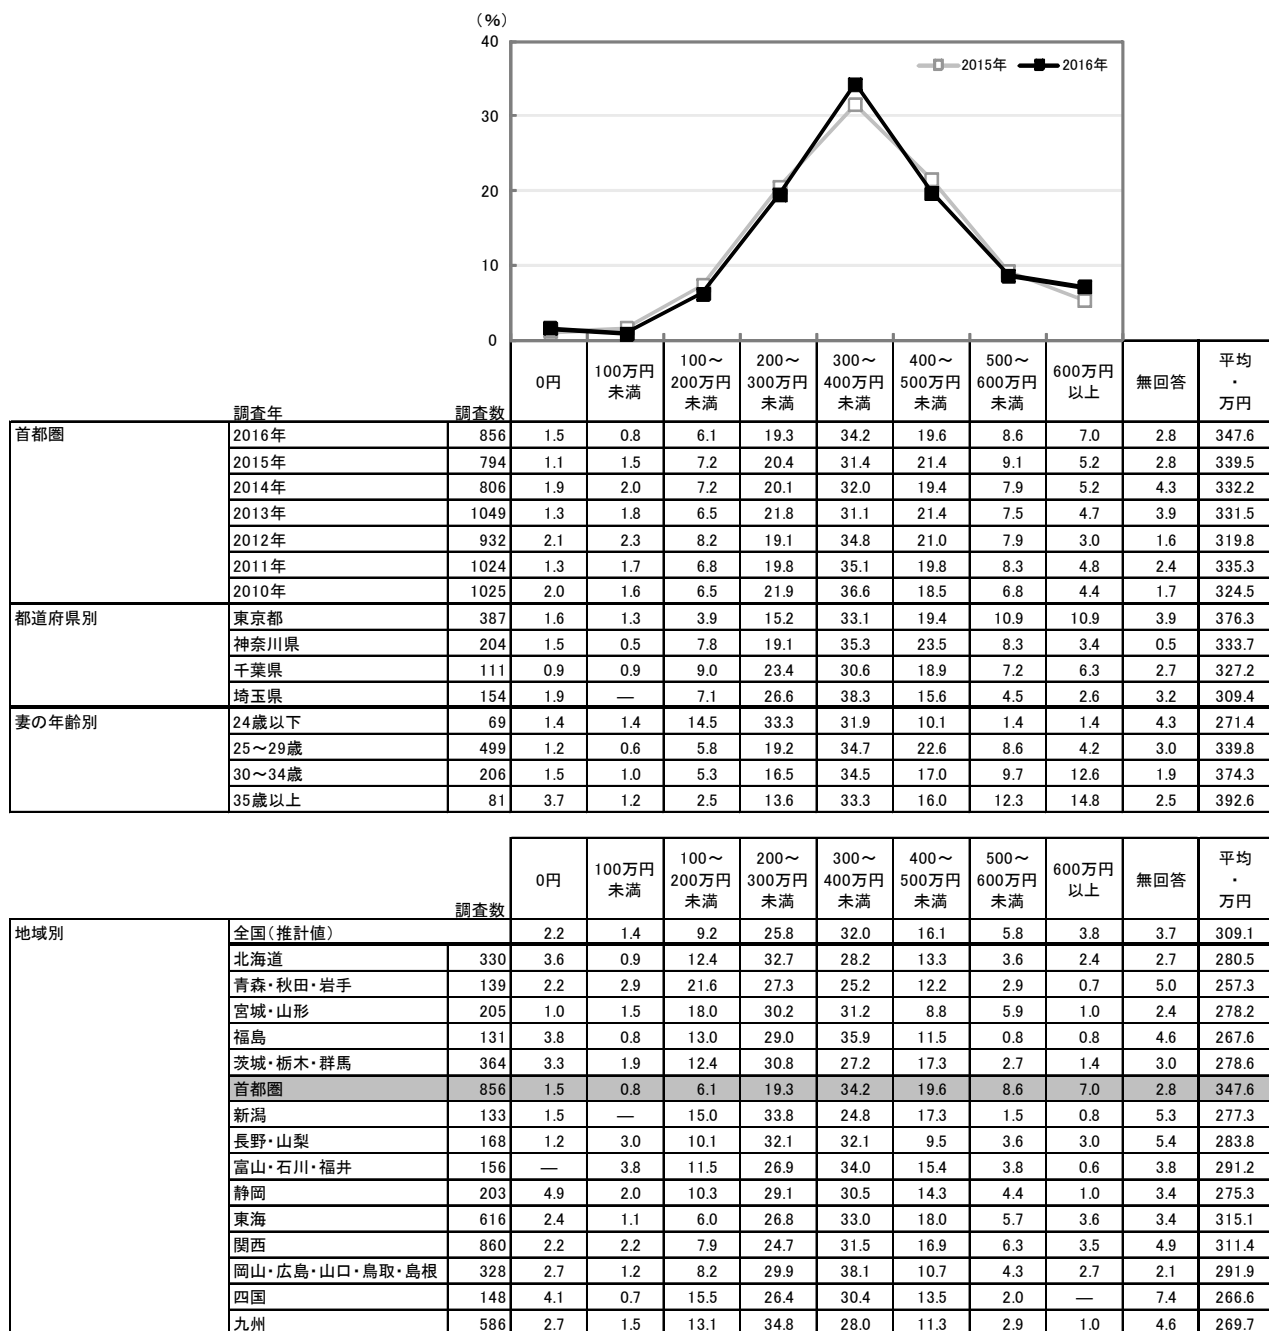 (％)
40
30
20
10
0
2015年 2016年
0円 100万円未満 100～200万円未満 200～300万円未満 300～400万円未満 400～500万円未満 500～600万円未満 600万円以上 無回答 平均・万円
調査年 調査数
首都圏 2016年 856 1.5 0.8 6.1 19.3 34.2 19.6 8.6 7.0 2.8 347.6
2015年 794 1.1 1.5 7.2 20.4 31.4 21.4 9.1 5.2 2.8 339.5
2014年 806 1.9 2.0 7.2 20.1 32.0 19.4 7.9 5.2 4.3 332.2
2013年 1049 1.3 1.8 6.5 21.8 31.1 21.4 7.5 4.7 3.9 331.5
2012年 932 2.1 2.3 8.2 19.1 34.8 21.0 7.9 3.0 1.6 319.8
2011年 1024 1.3 1.7 6.8 19.8 35.1 19.8 8.3 4.8 2.4 335.3
2010年 1025 2.0 1.6 6.5 21.9 36.6 18.5 6.8 4.4 1.7 324.5
都道府県別 東京都 387 1.6 1.3 3.9 15.2 33.1 19.4 10.9 10.9 3.9 376.3
神奈川県 204 1.5 0.5 7.8 19.1 35.3 23.5 8.3 3.4 0.5 333.7
千葉県 111 0.9 0.9 9.0 23.4 30.6 18.9 7.2 6.3 2.7 327.2
埼玉県 154 1.9 ― 7.1 26.6 38.3 15.6 4.5 2.6 3.2 309.4
妻の年齢別 24歳以下 69 1.4 1.4 14.5 33.3 31.9 10.1 1.4 1.4 4.3 271.4
25～29歳 499 1.2 0.6 5.8 19.2 34.7 22.6 8.6 4.2 3.0 339.8
30～34歳 206 1.5 1.0 5.3 16.5 34.5 17.0 9.7 12.6 1.9 374.3
35歳以上 81 3.7 1.2 2.5 13.6 33.3 16.0 12.3 14.8 2.5 392.6
0円 100万円未満 100～200万円未満 200～300万円未満 300～400万円未満 400～500万円未満 500～600万円未満 600万円以上 無回答 平均・万円
調査数
地域別 全国(推計値) 2.2 1.4 9.2 25.8 32.0 16.1 5.8 3.8 3.7 309.1
北海道 330 3.6 0.9 12.4 32.7 28.2 13.3 3.6 2.4 2.7 280.5
青森・秋田・岩手 139 2.2 2.9 21.6 27.3 25.2 12.2 2.9 0.7 5.0 257.3
宮城・山形 205 1.0 1.5 18.0 30.2 31.2 8.8 5.9 1.0 2.4 278.2
福島 131 3.8 0.8 13.0 29.0 35.9 11.5 0.8 0.8 4.6 267.6
茨城・栃木・群馬 364 3.3 1.9 12.4 30.8 27.2 17.3 2.7 1.4 3.0 278.6
首都圏 856 1.5 0.8 6.1 19.3 34.2 19.6 8.6 7.0 2.8 347.6
新潟 133 1.5 ― 15.0 33.8 24.8 17.3 1.5 0.8 5.3 277.3
長野・山梨 168 1.2 3.0 10.1 32.1 32.1 9.5 3.6 3.0 5.4 283.8
富山・石川・福井 156 ― 3.8 11.5 26.9 34.0 15.4 3.8 0.6 3.8 291.2
静岡 203 4.9 2.0 10.3 29.1 30.5 14.3 4.4 1.0 3.4 275.3
東海 616 2.4 1.1 6.0 26.8 33.0 18.0 5.7 3.6 3.4 315.1
関西 860 2.2 2.2 7.9 24.7 31.5 16.9 6.3 3.5 4.9 311.4
岡山・広島・山口・鳥取・島根 328 2.7 1.2 8.2 29.9 38.1 10.7 4.3 2.7 2.1 291.9
四国 148 4.1 0.7 15.5 26.4 30.4 13.5 2.0 ― 7.4 266.6
九州 586 2.7 1.5 13.1 34.8 28.0 11.3 2.9 1.0 4.6 269.7